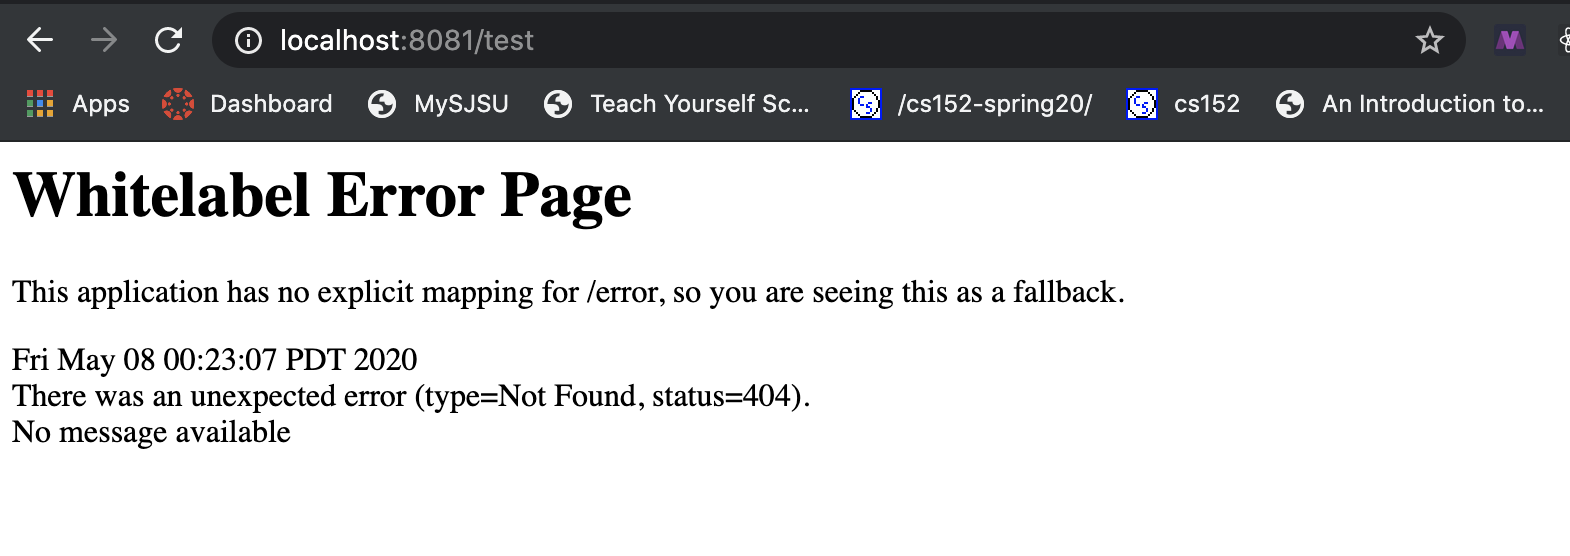 localhost:8081/test
Apps Dashboard MySJSU Teach Yourself Sc... /cs152-spring20/ cs152 An Introduction to...
Whitelabel Error Page
This application has no explicit mapping for /error, so you are seeing this as a fallback.
Fri May 08 00:23:07 PDT 2020
There was an unexpected error (type=Not Found, status=404).
No message available